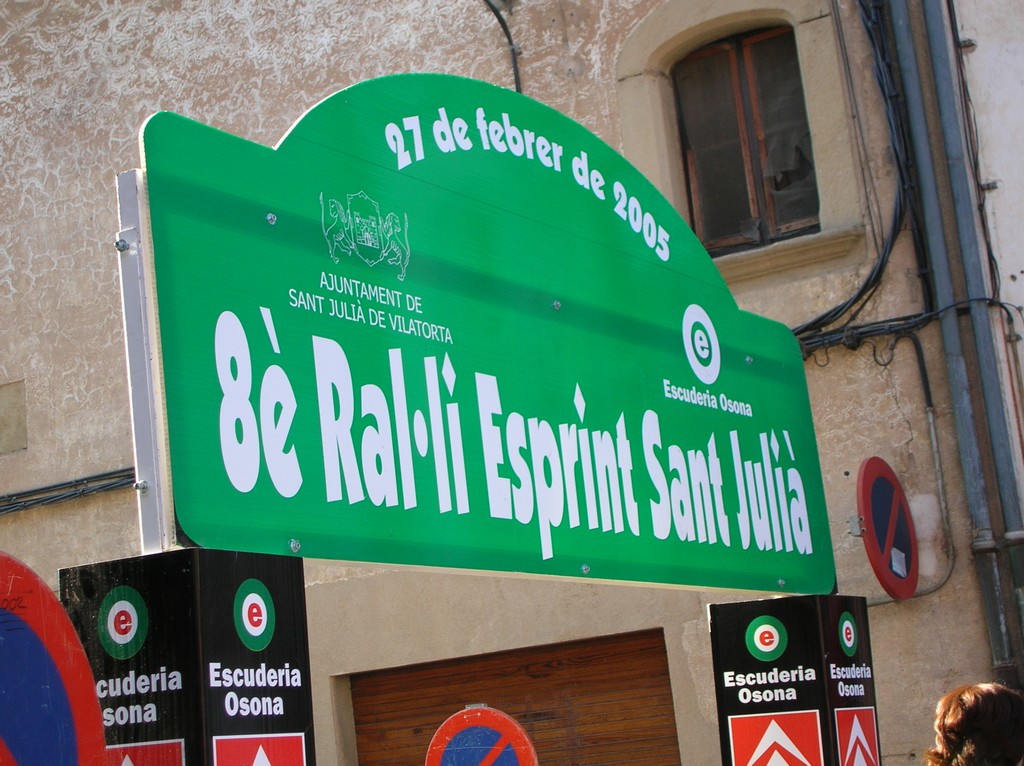 27 de febrer de 2005
AJUNTAMENT DE
SANT JULIÀ DE VILATORTA
e
Escuderia Osona
8è Ral·li Esprint Sant Julià
e
cuderia
sona
e
Escuderia
Osona
e
Escuderia
Osona
e
Escuderia
Osona